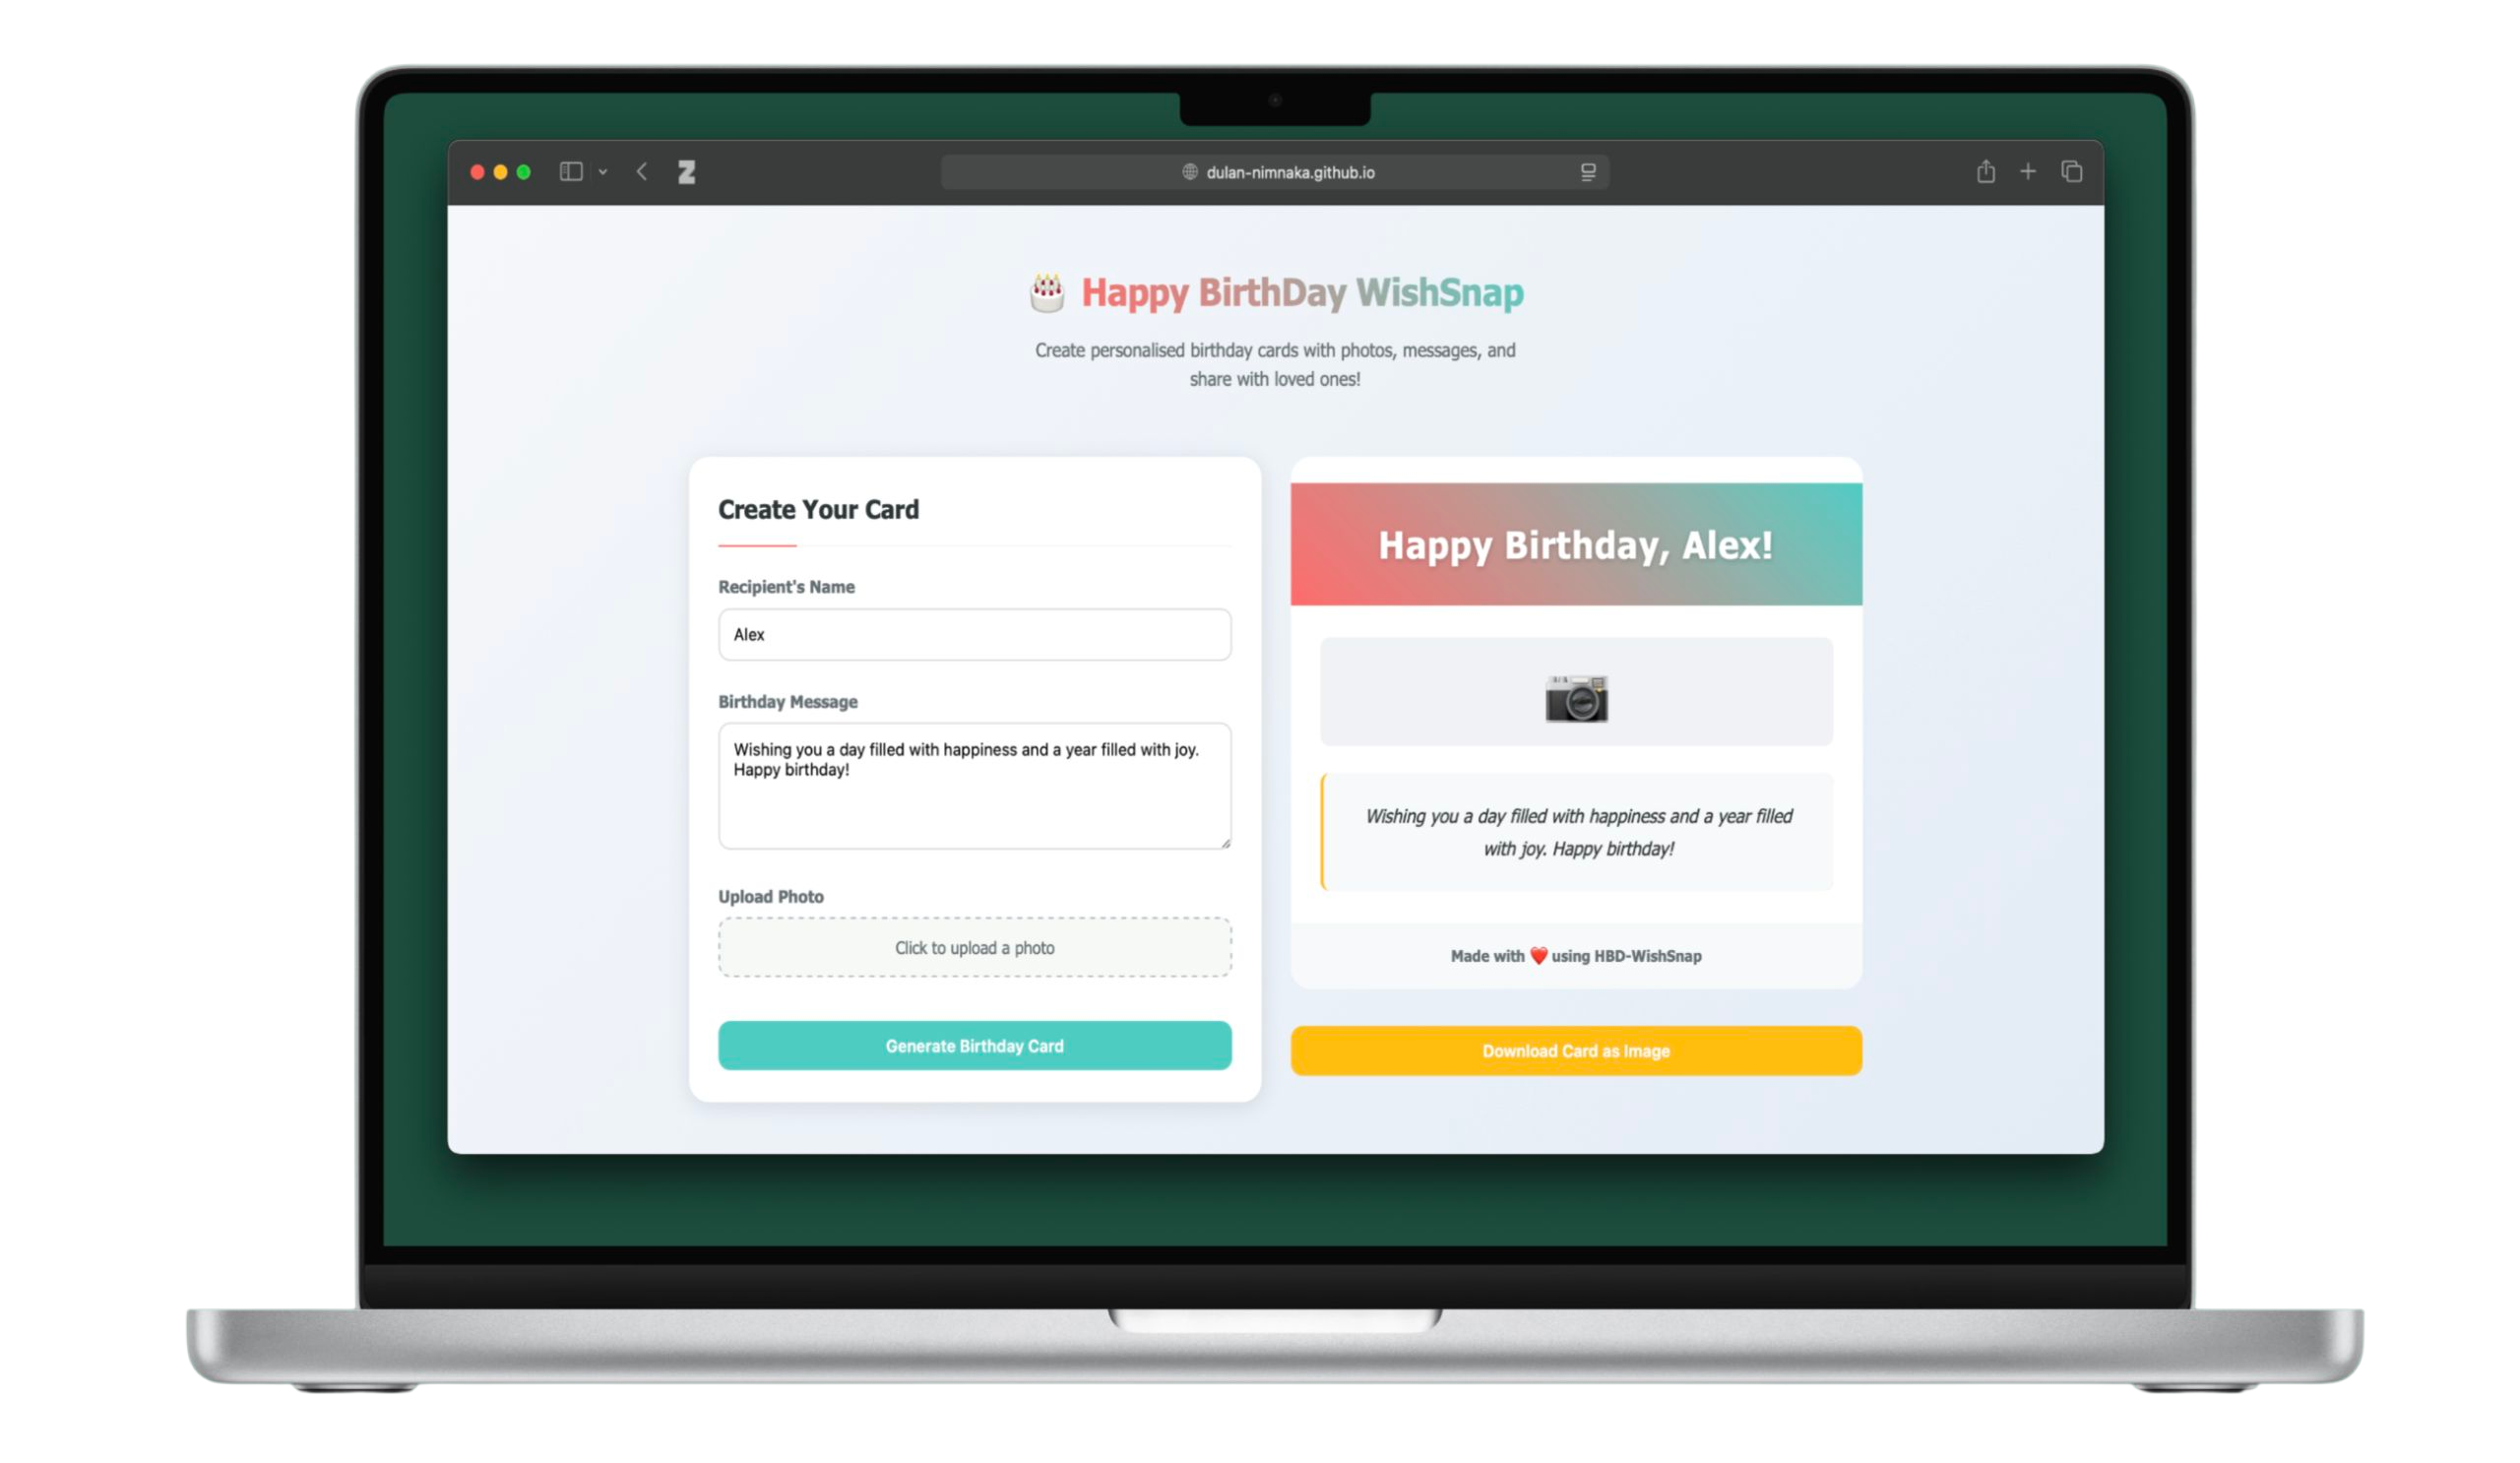 dulan-nimnaka.github.io
🎂 Happy BirthDay WishSnap
Create personalised birthday cards with photos, messages, and
share with loved ones!
Create Your Card
Recipient's Name
Alex
Birthday Message
Wishing you a day filled with happiness and a year filled with joy.
Happy birthday!
Upload Photo
Click to upload a photo
Generate Birthday Card
Happy Birthday, Alex!
Wishing you a day filled with happiness and a year filled
with joy. Happy birthday!
Made with ❤️ using HBD-WishSnap
Download Card as Image